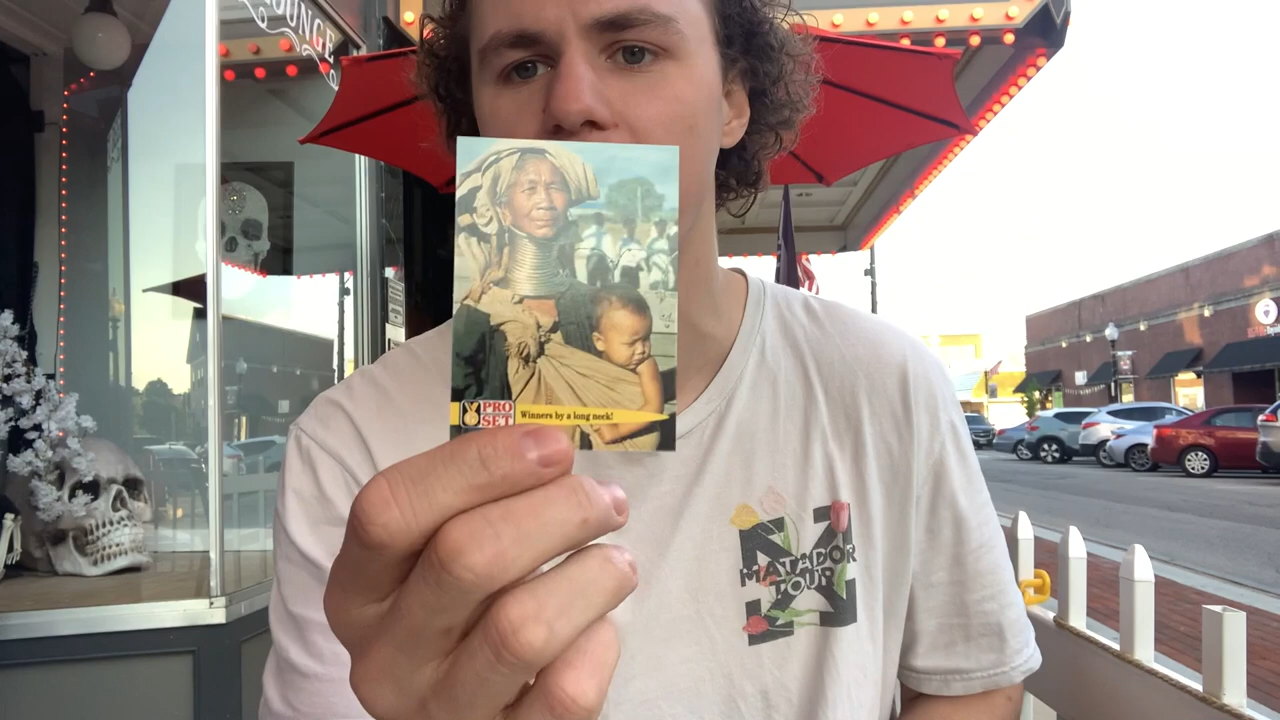 LOUNGE
PRO
SET
Winners by a long neck!
MATADOR
TOUR